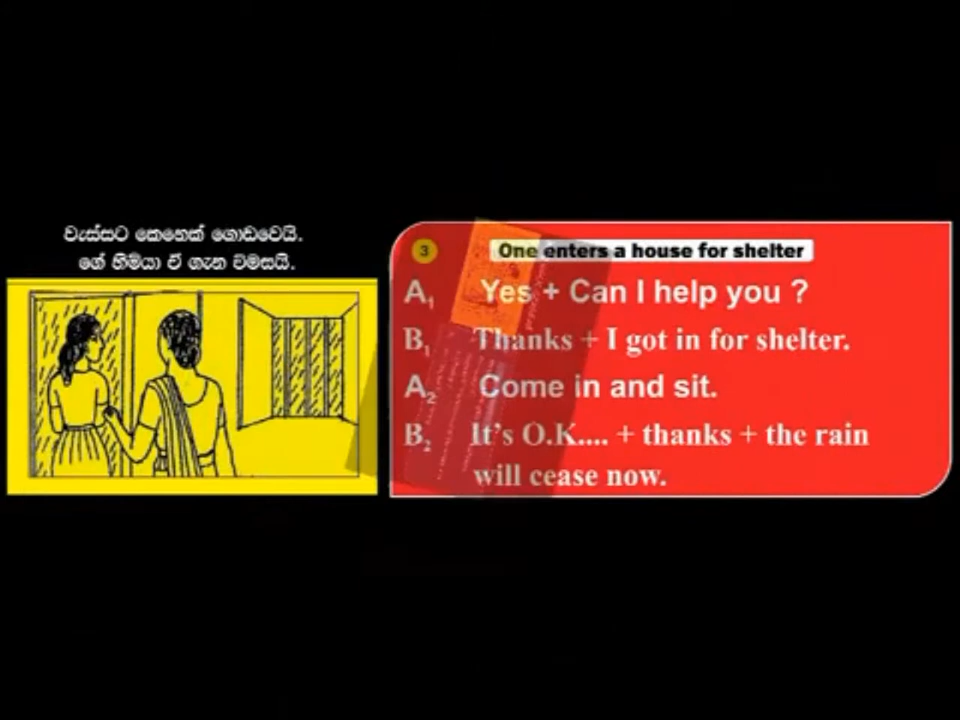 වැස්සට කෙනෙක් ගොඩවෙයි.
ගේ හිමියා ඒ ගැන විමසයි.
3 One enters a house for shelter
A₁ Yes + Can I help you ?
B₁ Thanks + I got in for shelter.
A₂ Come in and sit.
B₂ It's O.K.... + thanks + the rain
will cease now.